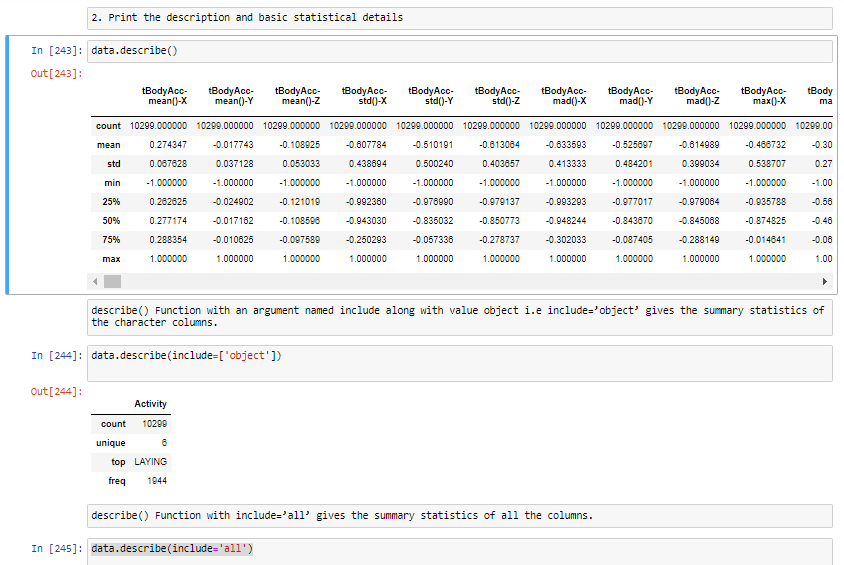 2. Print the description and basic statistical details
In [243]: data.describe()
Out[243]:
tBodyAcc- tBodyAcc- tBodyAcc- tBodyAcc- tBodyAcc- tBodyAcc- tBodyAcc- tBodyAcc- tBodyAcc- tBodyAcc- tBody
mean()-X mean()-Y mean()-Z std()-X std()-Y std()-Z mad()-X mad()-Y mad()-Z max()-X ma
count 10299.000000 10299.000000 10299.000000 10299.000000 10299.000000 10299.000000 10299.000000 10299.000000 10299.000000 10299.000000 10299.00
mean 0.274347 -0.017743 -0.108925 -0.607784 -0.510191 -0.613064 -0.633593 -0.525697 -0.614989 -0.466732 -0.30
std 0.067628 0.037128 0.053033 0.438694 0.500240 0.403657 0.413333 0.484201 0.399034 0.538707 0.27
min -1.000000 -1.000000 -1.000000 -1.000000 -1.000000 -1.000000 -1.000000 -1.000000 -1.000000 -1.000000 -1.00
25% 0.262625 -0.024902 -0.121019 -0.992360 -0.976990 -0.979137 -0.993293 -0.977017 -0.979064 -0.935788 -0.56
50% 0.277174 -0.017162 -0.108596 -0.943030 -0.835032 -0.850773 -0.948244 -0.843670 -0.845068 -0.874825 -0.46
75% 0.288354 -0.010625 -0.097589 -0.250293 -0.057336 -0.278737 -0.302033 -0.087405 -0.288149 -0.014641 -0.06
max 1.000000 1.000000 1.000000 1.000000 1.000000 1.000000 1.000000 1.000000 1.000000 1.000000 1.00
describe() Function with an argument named include along with value object i.e include=’object’ gives the summary statistics of
the character columns.
In [244]: data.describe(include=['object'])
Out[244]:
Activity
count 10299
unique 6
top LAYING
freq 1944
describe() Function with include=’all’ gives the summary statistics of all the columns.
In [245]: data.describe(include='all')